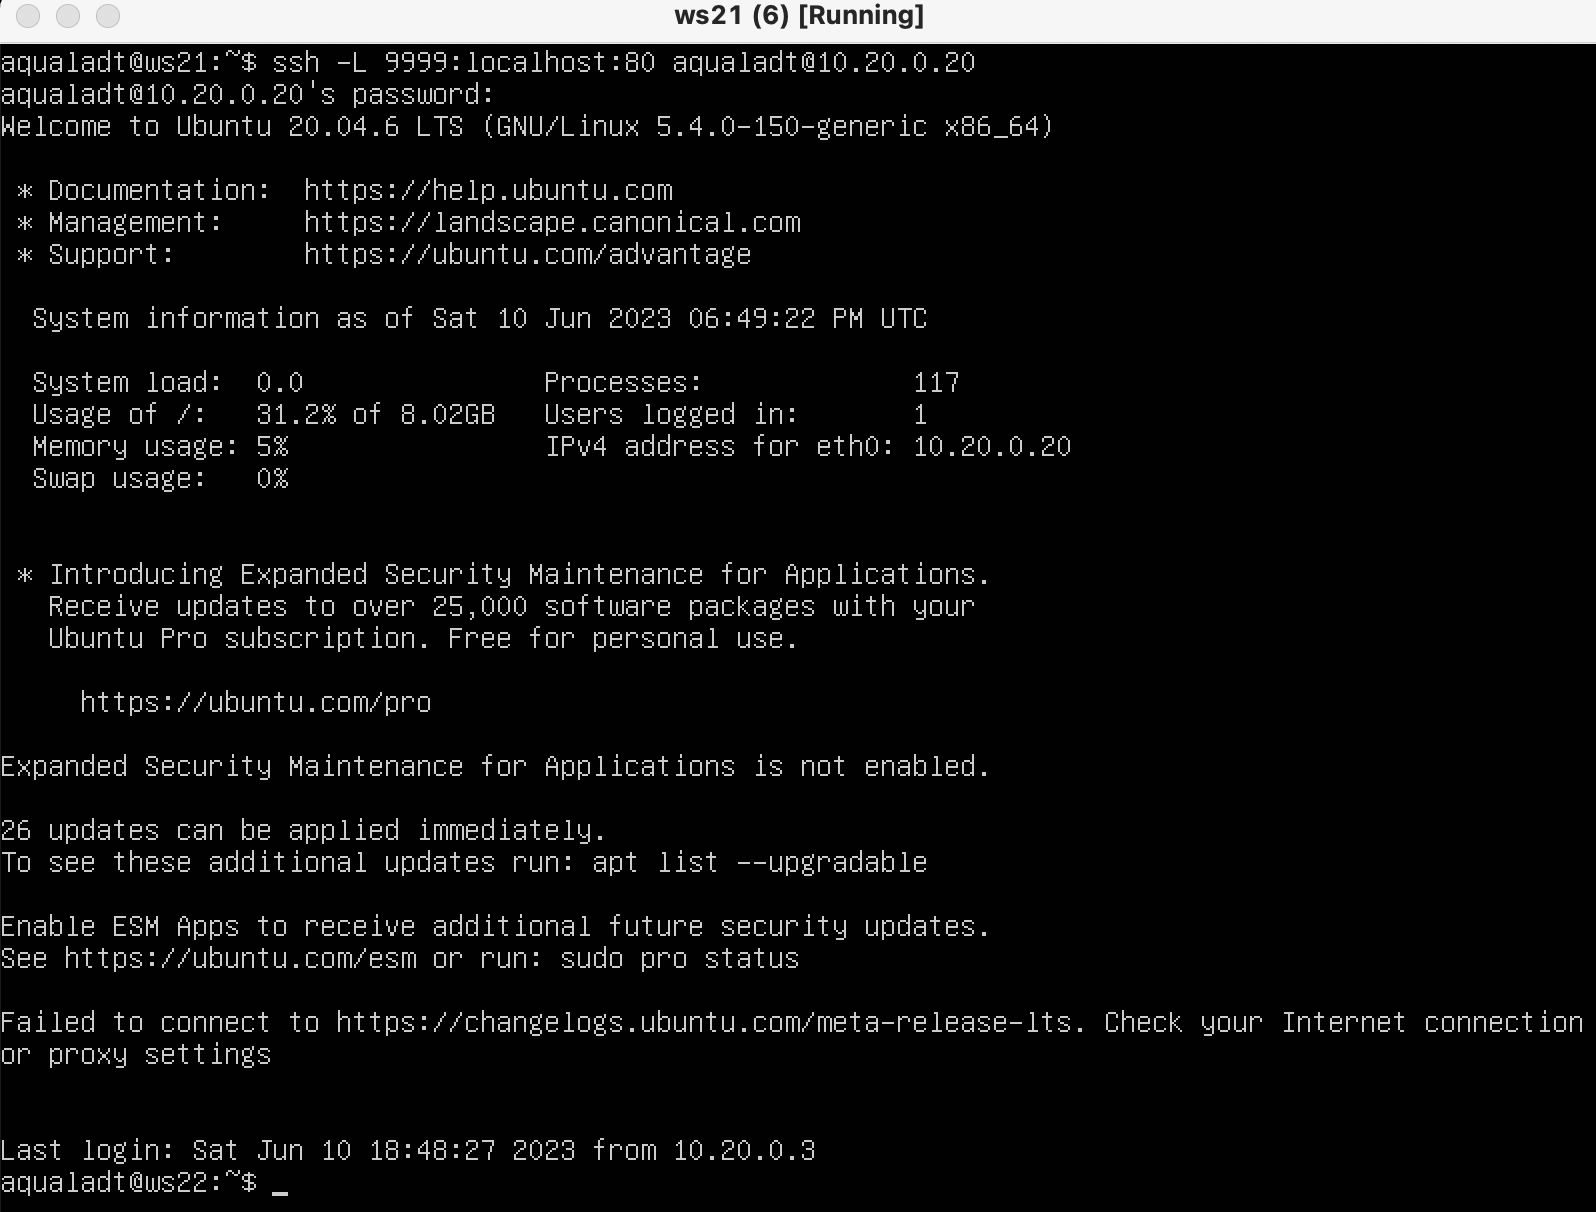 ws21 (6) [Running]
aqualadt@ws21:~$ ssh -L 9999:localhost:80 aqualadt@10.20.0.20
aqualadt@10.20.0.20's password:
Welcome to Ubuntu 20.04.6 LTS (GNU/Linux 5.4.0-150-generic x86_64)
* Documentation:  https://help.ubuntu.com
* Management:     https://landscape.canonical.com
* Support:        https://ubuntu.com/advantage
System information as of Sat 10 Jun 2023 06:49:22 PM UTC
System load:  0.0               Processes:             117
Usage of /:   31.2% of 8.02GB   Users logged in:       1
Memory usage: 5%                IPv4 address for eth0: 10.20.0.20
Swap usage:   0%
* Introducing Expanded Security Maintenance for Applications.
Receive updates to over 25,000 software packages with your
Ubuntu Pro subscription. Free for personal use.
https://ubuntu.com/pro
Expanded Security Maintenance for Applications is not enabled.
26 updates can be applied immediately.
To see these additional updates run: apt list --upgradable
Enable ESM Apps to receive additional future security updates.
See https://ubuntu.com/esm or run: sudo pro status
Failed to connect to https://changelogs.ubuntu.com/meta-release-lts. Check your Internet connection
or proxy settings
Last login: Sat Jun 10 18:48:27 2023 from 10.20.0.3
aqualadt@ws22:~$ _